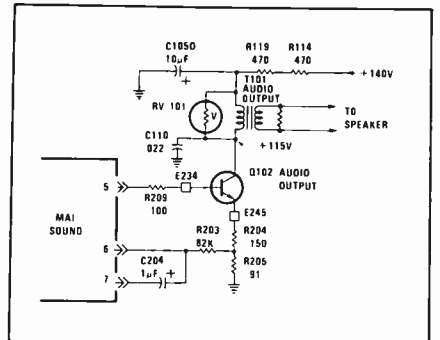 C105D
10µF
+
R119
470
R114
470
+140V
T101
AUDIO
OUTPUT
RV 101
V
TO
SPEAKER
C110
022
+115V
Q102 AUDIO
OUTPUT
E234
5
R209
100
E245
MAI
SOUND
R203
82K
R204
150
6
C204
1µF
+
R205
91
7